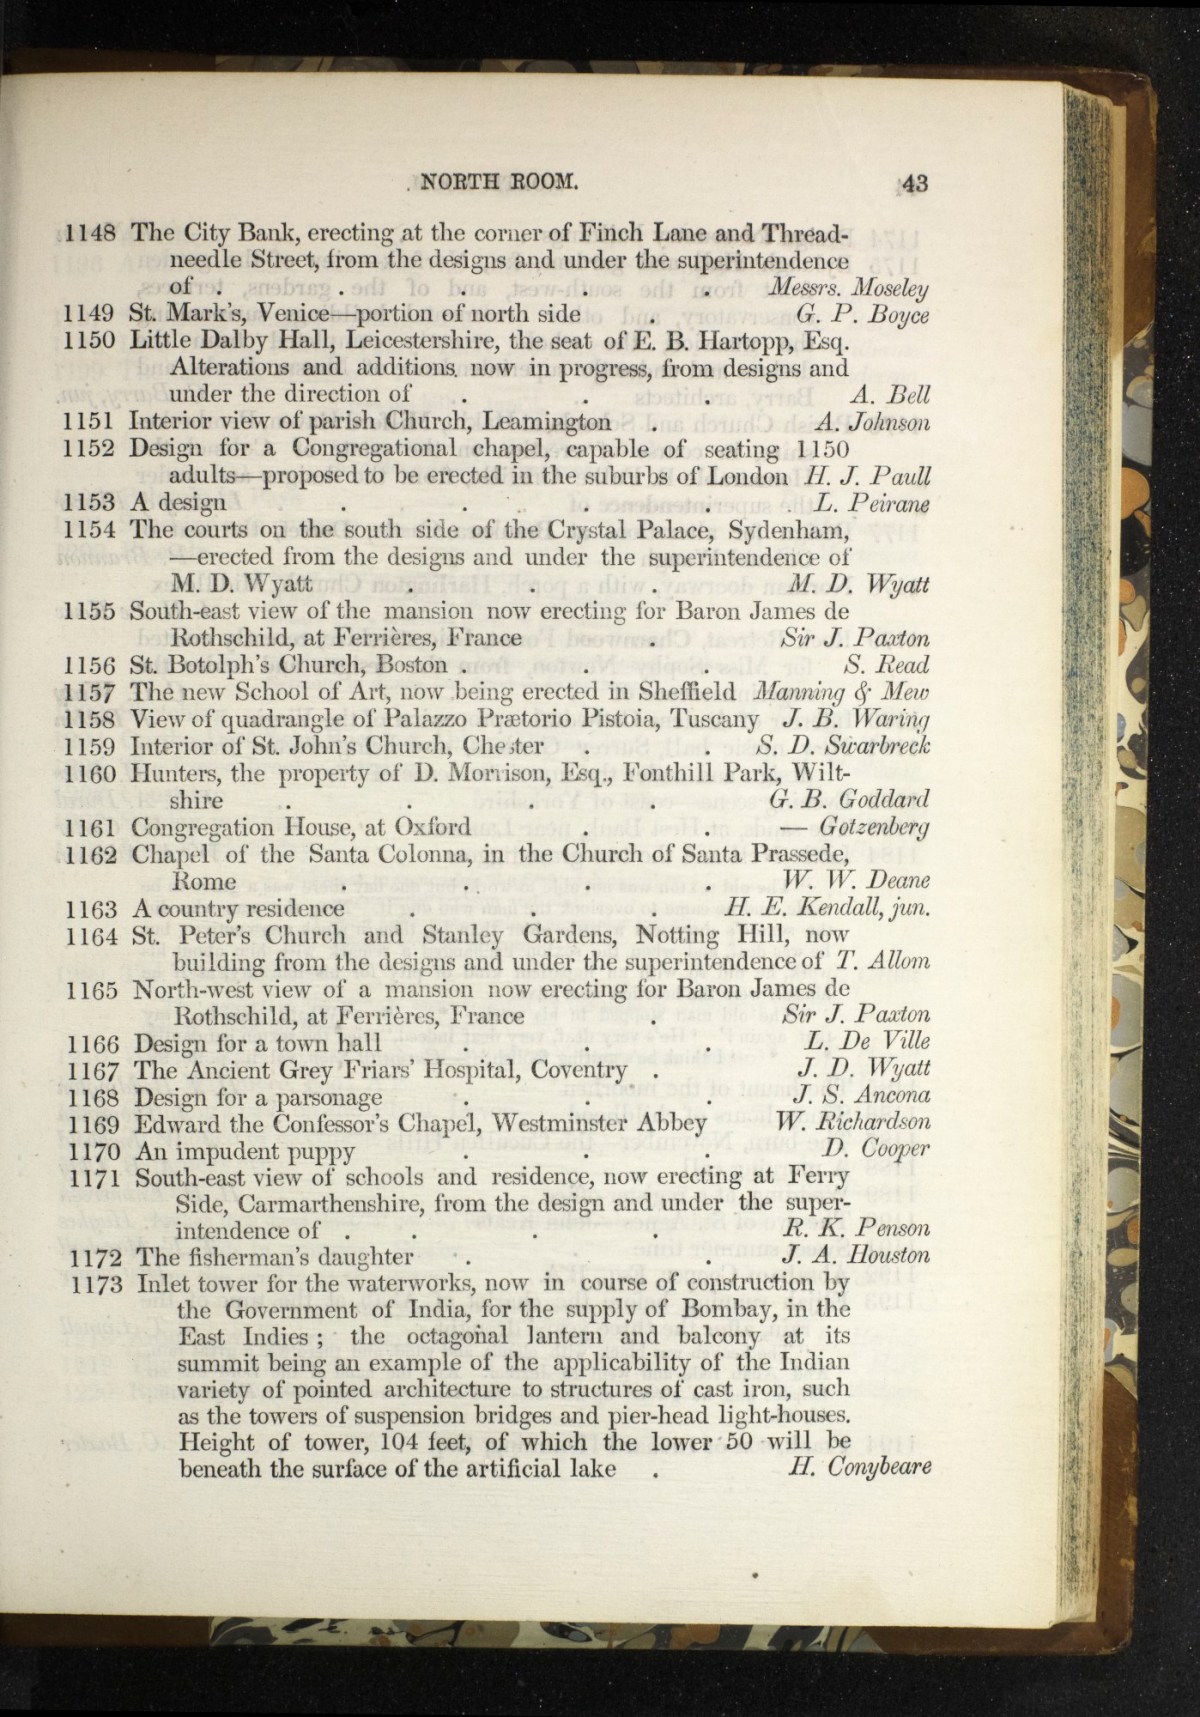 NORTH ROOM. 43
1148 The City Bank, erecting at the corner of Finch Lane and Thread-
needle Street, from the designs and under the superintendence
of . . . . . Messrs. Moseley
1149 St. Mark's, Venice—portion of north side . G. P. Boyce
1150 Little Dalby Hall, Leicestershire, the seat of E. B. Hartopp, Esq.
Alterations and additions. now in progress, from designs and
under the direction of . . . A. Bell
1151 Interior view of parish Church, Leamington . A. Johnson
1152 Design for a Congregational chapel, capable of seating 1150
adults—proposed to be erected in the suburbs of London H. J. Paull
1153 A design . . . . L. Peirane
1154 The courts on the south side of the Crystal Palace, Sydenham,
—erected from the designs and under the superintendence of
M. D. Wyatt . . . M. D. Wyatt
1155 South-east view of the mansion now erecting for Baron James de
Rothschild, at Ferrières, France . Sir J. Paxton
1156 St. Botolph's Church, Boston . . . S. Read
1157 The new School of Art, now being erected in Sheffield Manning & Mew
1158 View of quadrangle of Palazzo Prætorio Pistoia, Tuscany J. B. Waring
1159 Interior of St. John's Church, Chester . . S. D. Swarbreck
1160 Hunters, the property of D. Morrison, Esq., Fonthill Park, Wilt-
shire . . . . G. B. Goddard
1161 Congregation House, at Oxford . . — Gotzenberg
1162 Chapel of the Santa Colonna, in the Church of Santa Prassede,
Rome . . . . W. W. Deane
1163 A country residence . . . H. E. Kendall, jun.
1164 St. Peter's Church and Stanley Gardens, Notting Hill, now
building from the designs and under the superintendence of T. Allom
1165 North-west view of a mansion now erecting for Baron James de
Rothschild, at Ferrières, France . Sir J. Paxton
1166 Design for a town hall . . . L. De Ville
1167 The Ancient Grey Friars' Hospital, Coventry . J. D. Wyatt
1168 Design for a parsonage . . . J. S. Ancona
1169 Edward the Confessor's Chapel, Westminster Abbey W. Richardson
1170 An impudent puppy . . . D. Cooper
1171 South-east view of schools and residence, now erecting at Ferry
Side, Carmarthenshire, from the design and under the super-
intendence of . . . . R. K. Penson
1172 The fisherman's daughter . . . J. A. Houston
1173 Inlet tower for the waterworks, now in course of construction by
the Government of India, for the supply of Bombay, in the
East Indies ; the octagonal lantern and balcony at its
summit being an example of the applicability of the Indian
variety of pointed architecture to structures of cast iron, such
as the towers of suspension bridges and pier-head light-houses.
Height of tower, 104 feet, of which the lower 50 will be
beneath the surface of the artificial lake . H. Conybeare